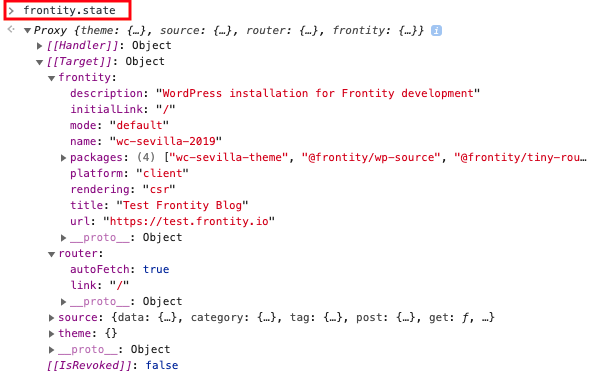 frontity.state
Proxy {theme: {…}, source: {…}, router: {…}, frontity: {…}} i
[[Handler]]: Object
[[Target]]: Object
frontity:
description: "WordPress installation for Frontity development"
initialLink: "/"
mode: "default"
name: "wc-sevilla-2019"
packages: (4) ["wc-sevilla-theme", "@frontity/wp-source", "@frontity/tiny-rou…
platform: "client"
rendering: "csr"
title: "Test Frontity Blog"
url: "https://test.frontity.io"
__proto__: Object
router:
autoFetch: true
link: "/"
__proto__: Object
source: {data: {…}, category: {…}, tag: {…}, post: {…}, get: ƒ, …}
theme: {}
__proto__: Object
[[IsRevoked]]: false